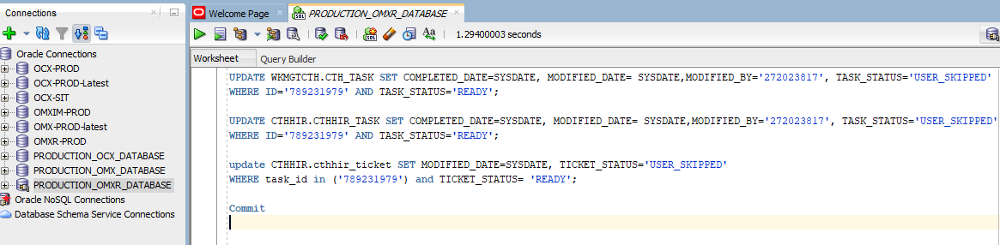 Connections
Welcome Page
PRODUCTION_OMXR_DATABASE
SQL
1.29400003 seconds
Oracle Connections
OCX-PROD
OCX-PROD-Latest
OCX-SIT
OMXIM-PROD
OMX-PROD-latest
OMXR-PROD
PRODUCTION_OCX_DATABASE
PRODUCTION_OMX_DATABASE
PRODUCTION_OMXR_DATABASE
Oracle NoSQL Connections
Database Schema Service Connections
Worksheet
Query Builder
UPDATE WKMGTCTH.CTH_TASK SET COMPLETED_DATE=SYSDATE, MODIFIED_DATE= SYSDATE,MODIFIED_BY='272023817', TASK_STATUS='USER_SKIPPED'
WHERE ID='789231979' AND TASK_STATUS='READY';
UPDATE CTHHIR.CTHHIR_TASK SET COMPLETED_DATE=SYSDATE, MODIFIED_DATE= SYSDATE,MODIFIED_BY='272023817', TASK_STATUS='USER_SKIPPED'
WHERE ID='789231979' AND TASK_STATUS='READY';
update CTHHIR.cthhir_ticket SET MODIFIED_DATE=SYSDATE, TICKET_STATUS='USER_SKIPPED'
WHERE task_id in ('789231979') and TICKET_STATUS= 'READY';
Commit